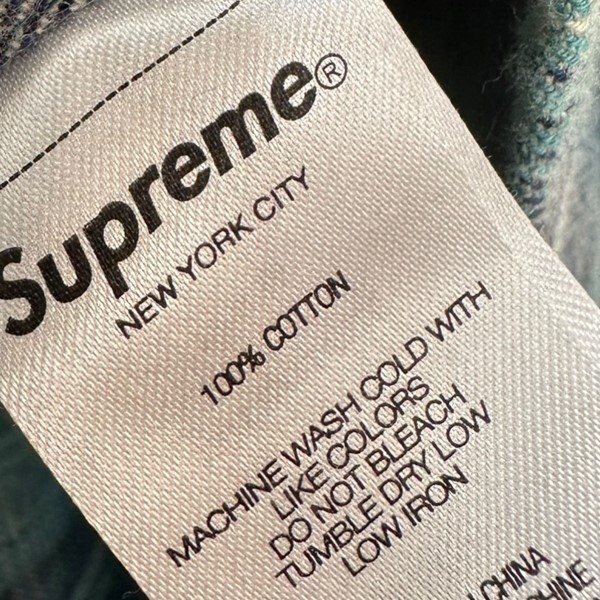 Supreme®
NEW YORK CITY
100% COTTON
MACHINE WASH COLD WITH
LIKE COLORS
DO NOT BLEACH
TUMBLE DRY LOW
LOW IRON
CHINA